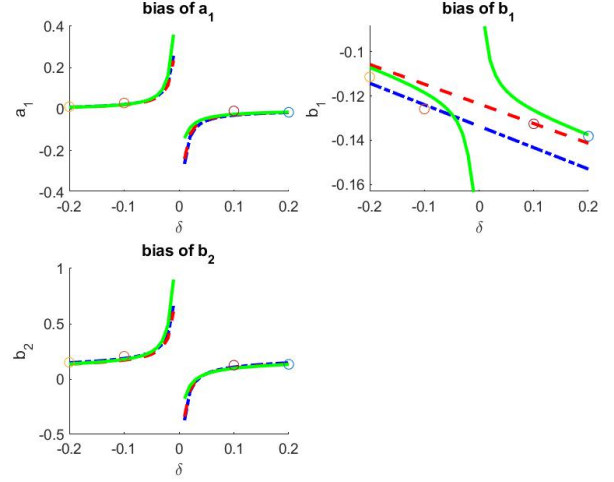 bias of a1
0.4
0.2
0
-0.2
-0.4
a1
-0.2 -0.1 0 0.1 0.2
δ
bias of b1
-0.1
-0.12
-0.14
-0.16
b1
-0.2 -0.1 0 0.1 0.2
δ
bias of b2
1
0.5
0
-0.5
b2
-0.2 -0.1 0 0.1 0.2
δ